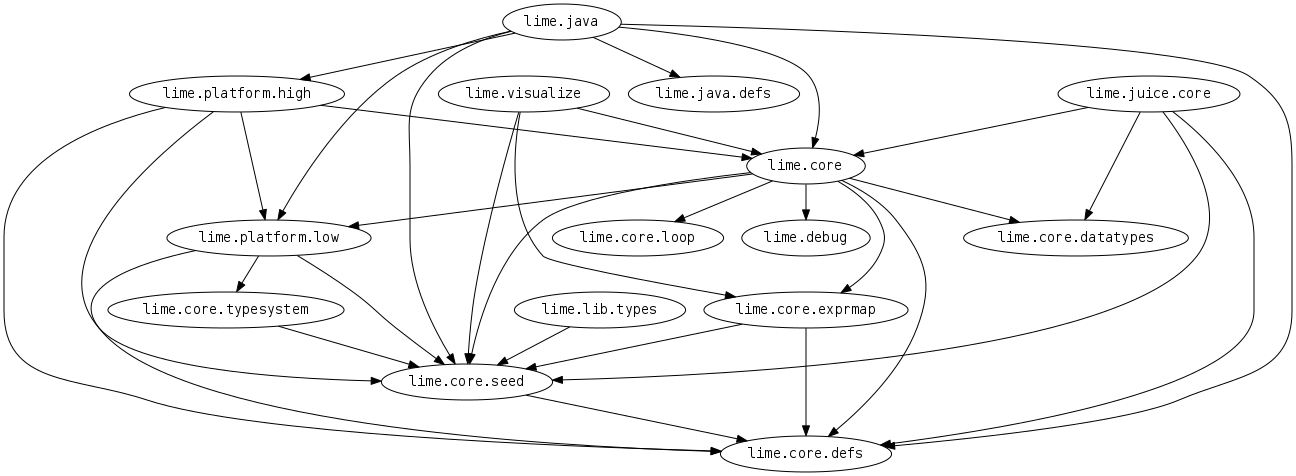 lime.java
lime.platform.high
lime.visualize
lime.java.defs
lime.juice.core
lime.core
lime.platform.low
lime.core.loop
lime.debug
lime.core.datatypes
lime.core.typesystem
lime.lib.types
lime.core.exprmap
lime.core.seed
lime.core.defs